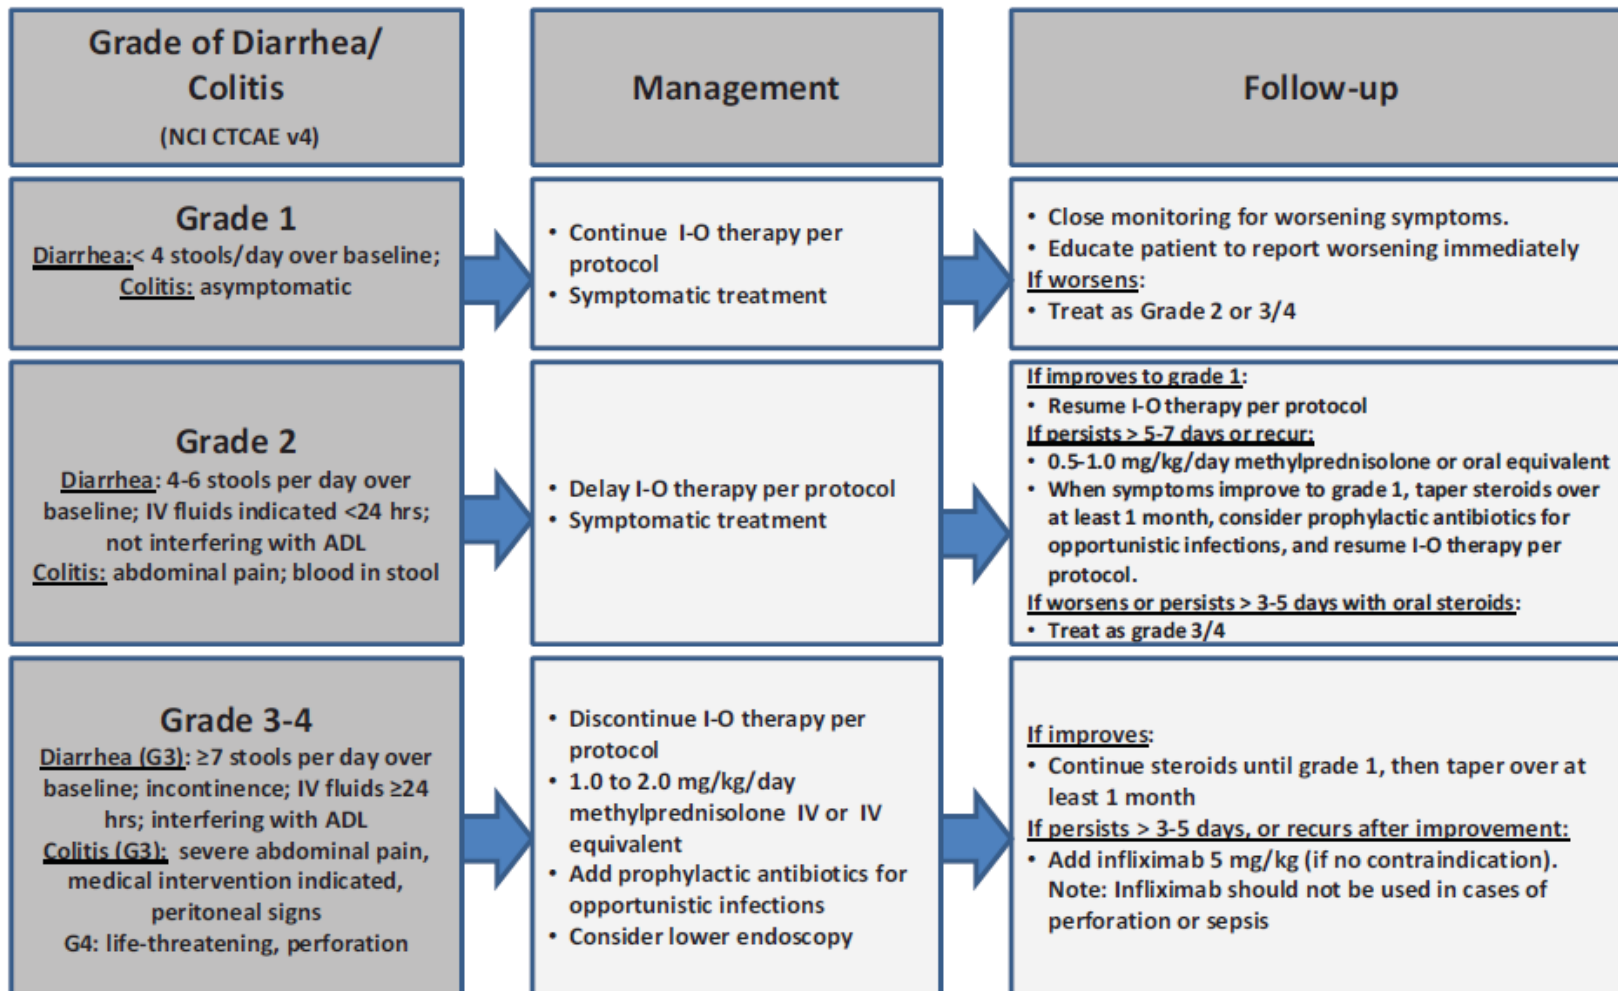 Grade of Diarrhea/
Colitis
(NCI CTCAE v4)
Management
Follow-up
Grade 1
Diarrhea:< 4 stools/day over baseline;
Colitis: asymptomatic
• Continue I-O therapy per
protocol
• Symptomatic treatment
• Close monitoring for worsening symptoms.
• Educate patient to report worsening immediately
If worsens:
• Treat as Grade 2 or 3/4
Grade 2
Diarrhea: 4-6 stools per day over
baseline; IV fluids indicated <24 hrs;
not interfering with ADL
Colitis: abdominal pain; blood in stool
• Delay I-O therapy per protocol
• Symptomatic treatment
If improves to grade 1:
• Resume I-O therapy per protocol
If persists > 5-7 days or recur:
• 0.5-1.0 mg/kg/day methylprednisolone or oral equivalent
• When symptoms improve to grade 1, taper steroids over
at least 1 month, consider prophylactic antibiotics for
opportunistic infections, and resume I-O therapy per
protocol.
If worsens or persists > 3-5 days with oral steroids:
• Treat as grade 3/4
Grade 3-4
Diarrhea (G3): ≥7 stools per day over
baseline; incontinence; IV fluids ≥24
hrs; interfering with ADL
Colitis (G3): severe abdominal pain,
medical intervention indicated,
peritoneal signs
G4: life-threatening, perforation
• Discontinue I-O therapy per
protocol
• 1.0 to 2.0 mg/kg/day
methylprednisolone IV or IV
equivalent
• Add prophylactic antibiotics for
opportunistic infections
• Consider lower endoscopy
If improves:
• Continue steroids until grade 1, then taper over at
least 1 month
If persists > 3-5 days, or recurs after improvement:
• Add infliximab 5 mg/kg (if no contraindication).
Note: Infliximab should not be used in cases of
perforation or sepsis